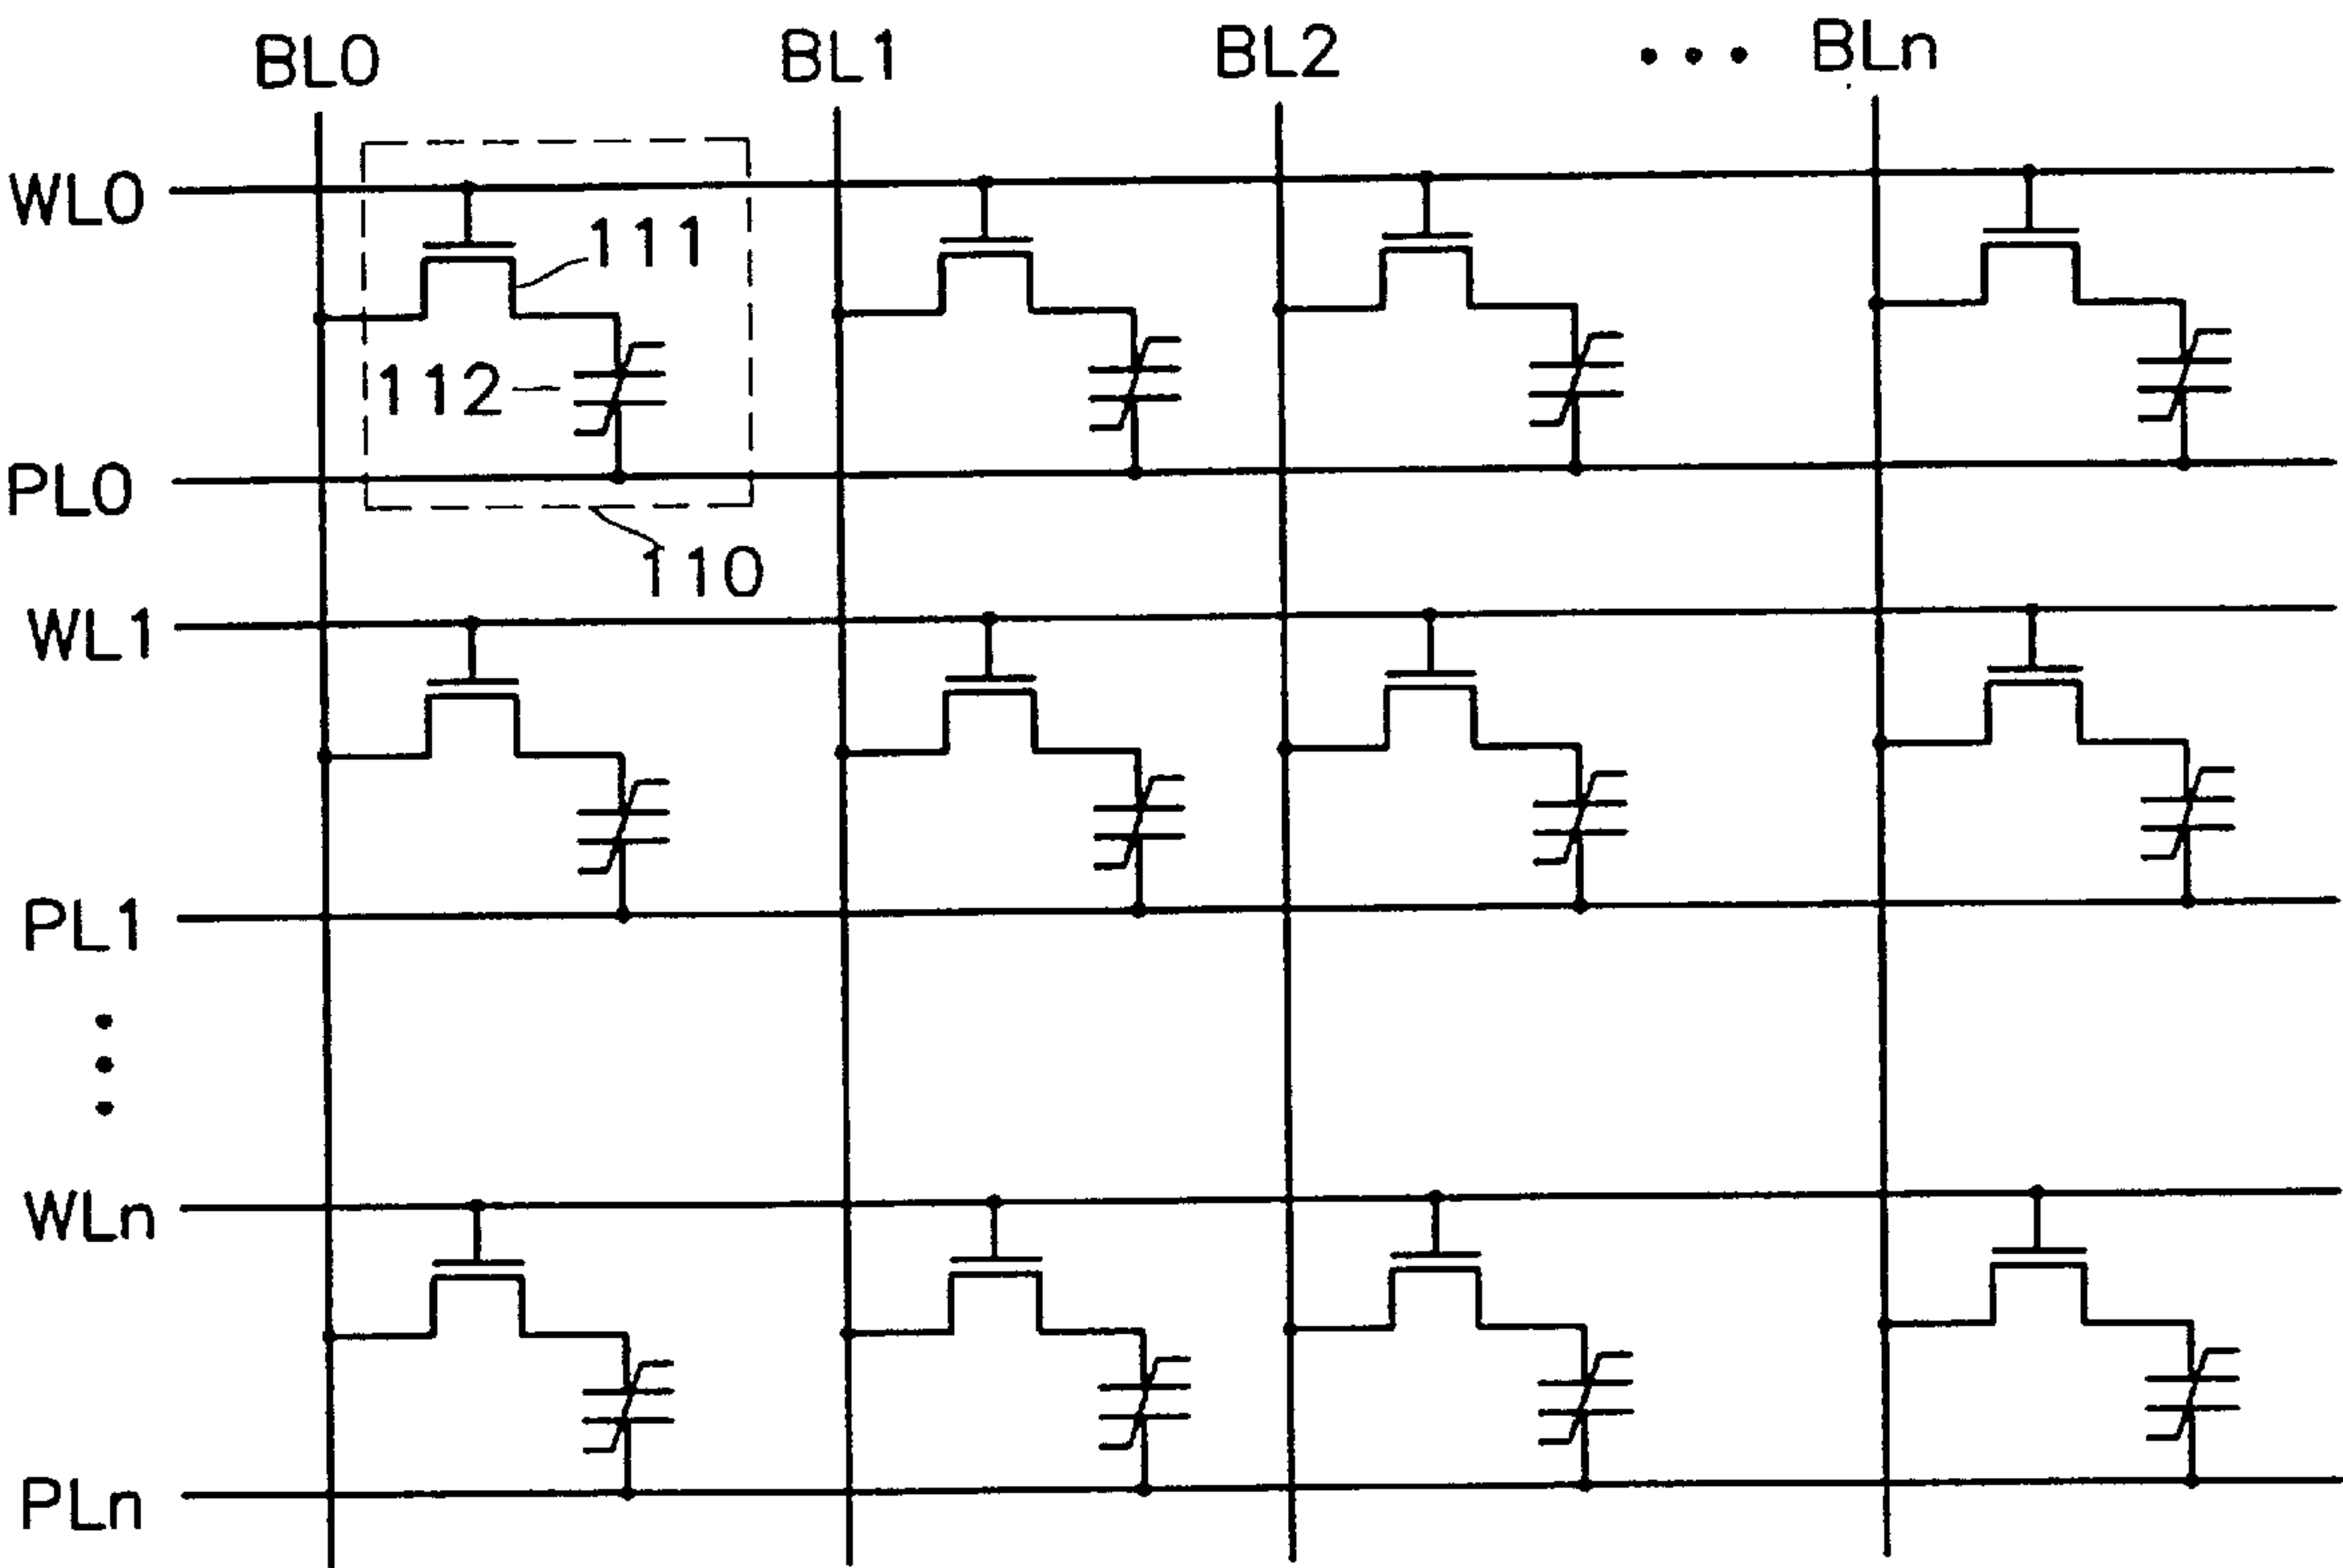 BL0 BL1 BL2 ••• BLn
WL0
111
112
PL0
110
WL1
PL1
WLn
PLn